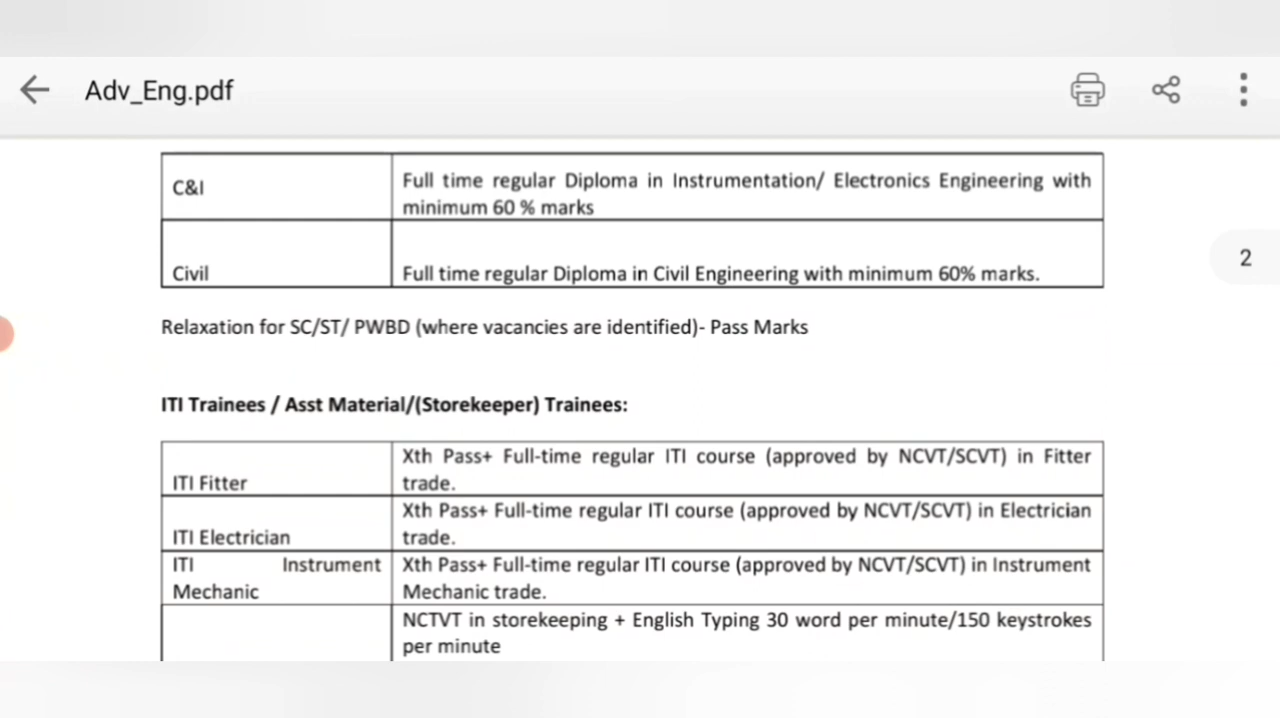 Adv_Eng.pdf
C&I
Full time regular Diploma in Instrumentation/ Electronics Engineering with
minimum 60 % marks
2
Civil
Full time regular Diploma in Civil Engineering with minimum 60% marks.
Relaxation for SC/ST/ PWBD (where vacancies are identified)- Pass Marks
ITI Trainees / Asst Material/(Storekeeper) Trainees:
ITI Fitter
Xth Pass+ Full-time regular ITI course (approved by NCVT/SCVT) in Fitter
trade.
ITI Electrician
Xth Pass+ Full-time regular ITI course (approved by NCVT/SCVT) in Electrician
trade.
ITI Instrument
Mechanic
Xth Pass+ Full-time regular ITI course (approved by NCVT/SCVT) in Instrument
Mechanic trade.
NCTVT in storekeeping + English Typing 30 word per minute/150 keystrokes
per minute